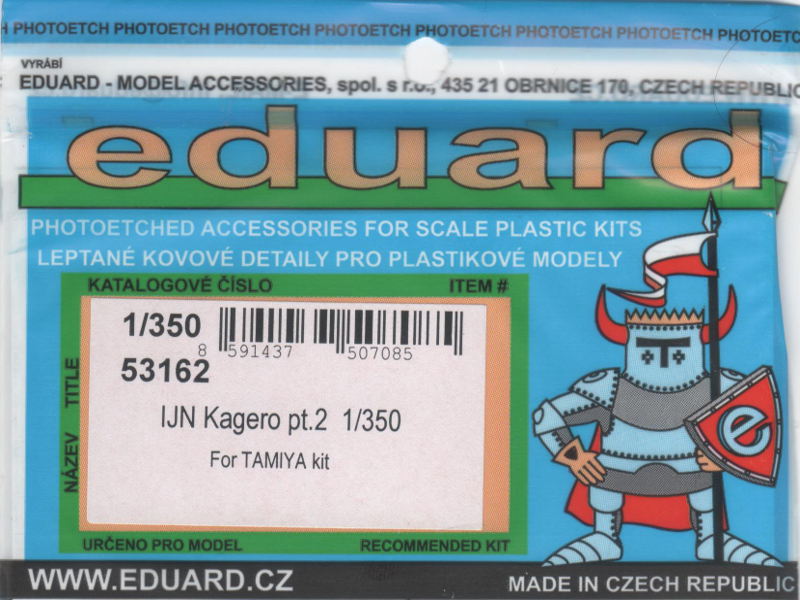 H PHOTOETCH PHOTOETCH PHOTOETCH PHOTOETCH PHOTOETCH PHOTOETCH PHOTOETCH
VYRÁBÍ
EDUARD - MODEL ACCESSORIES, spol. s r.o., 435 21 OBRNICE 170, CZECH REPUBLIC
eduard
PHOTOETCHED ACCESSORIES FOR SCALE PLASTIC KITS
LEPTANÉ KOVOVÉ DETAILY PRO PLASTIKOVÉ MODELY
KATALOGOVÉ ČÍSLO ITEM #
1/350
8 591437 507085
53162
NÁZEV TITLE
IJN Kagero pt.2 1/350
For TAMIYA kit
e
URČENO PRO MODEL RECOMMENDED KIT
WWW.EDUARD.CZ MADE IN CZECH REPUBLIC